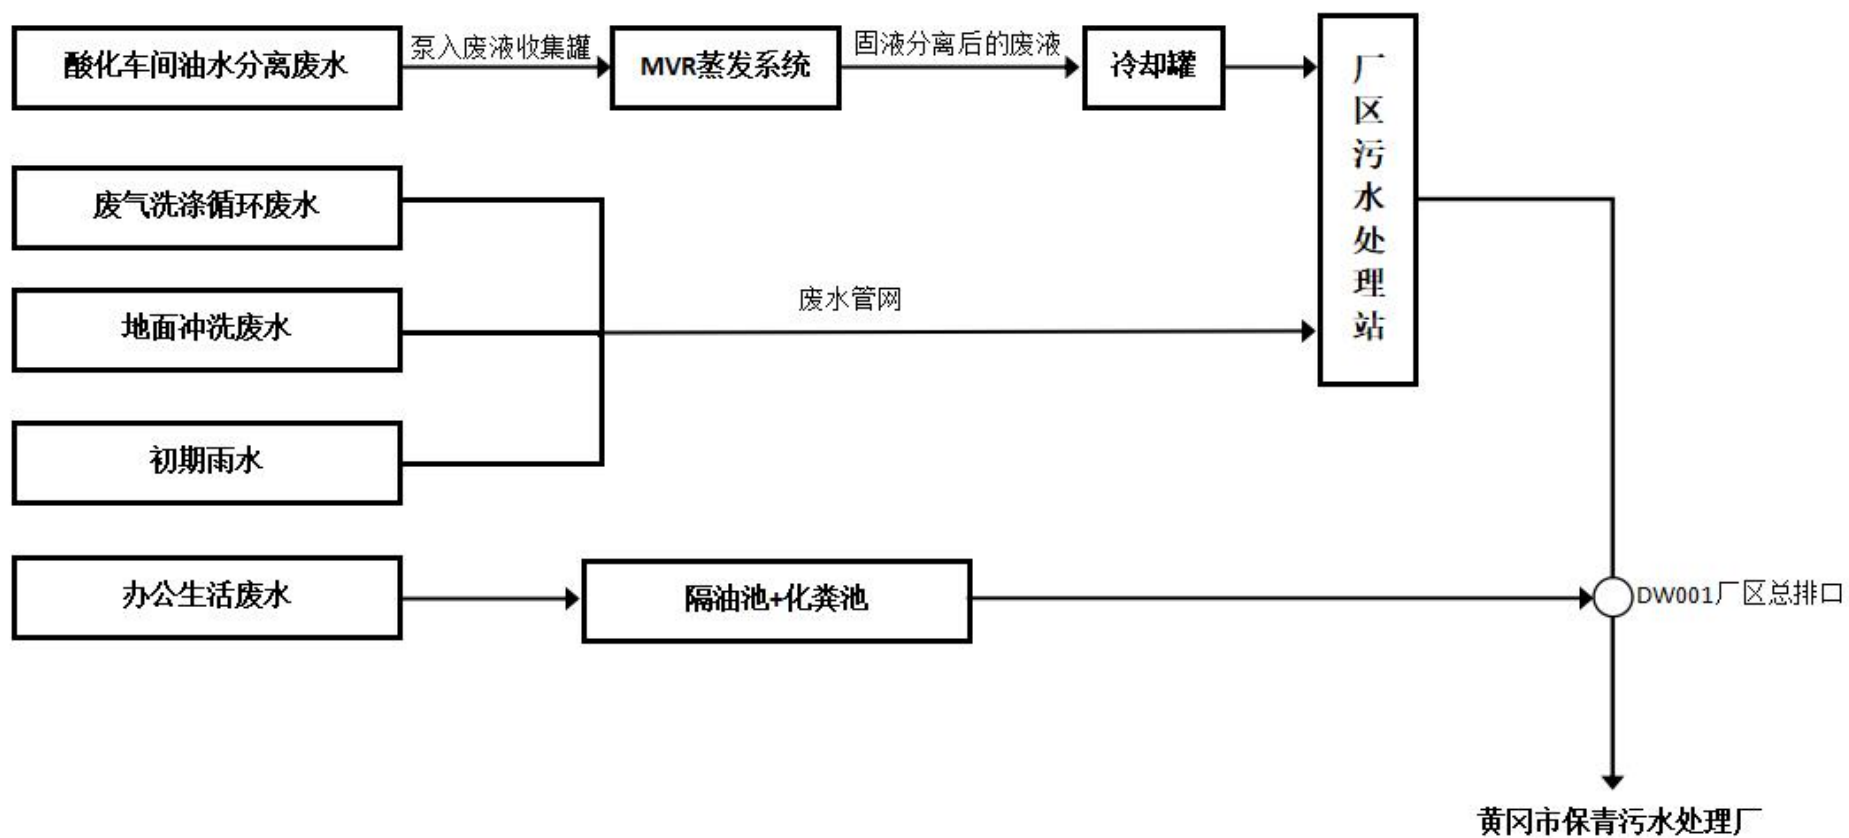 酸化车间油水分离废水
泵入废液收集罐
MVR蒸发系统
固液分离后的废液
冷却罐
厂区污水处理站
废气洗涤循环废水
地面冲洗废水
废水管网
初期雨水
办公生活废水
隔油池+化粪池
DW001厂区总排口
黄冈市保青污水处理厂